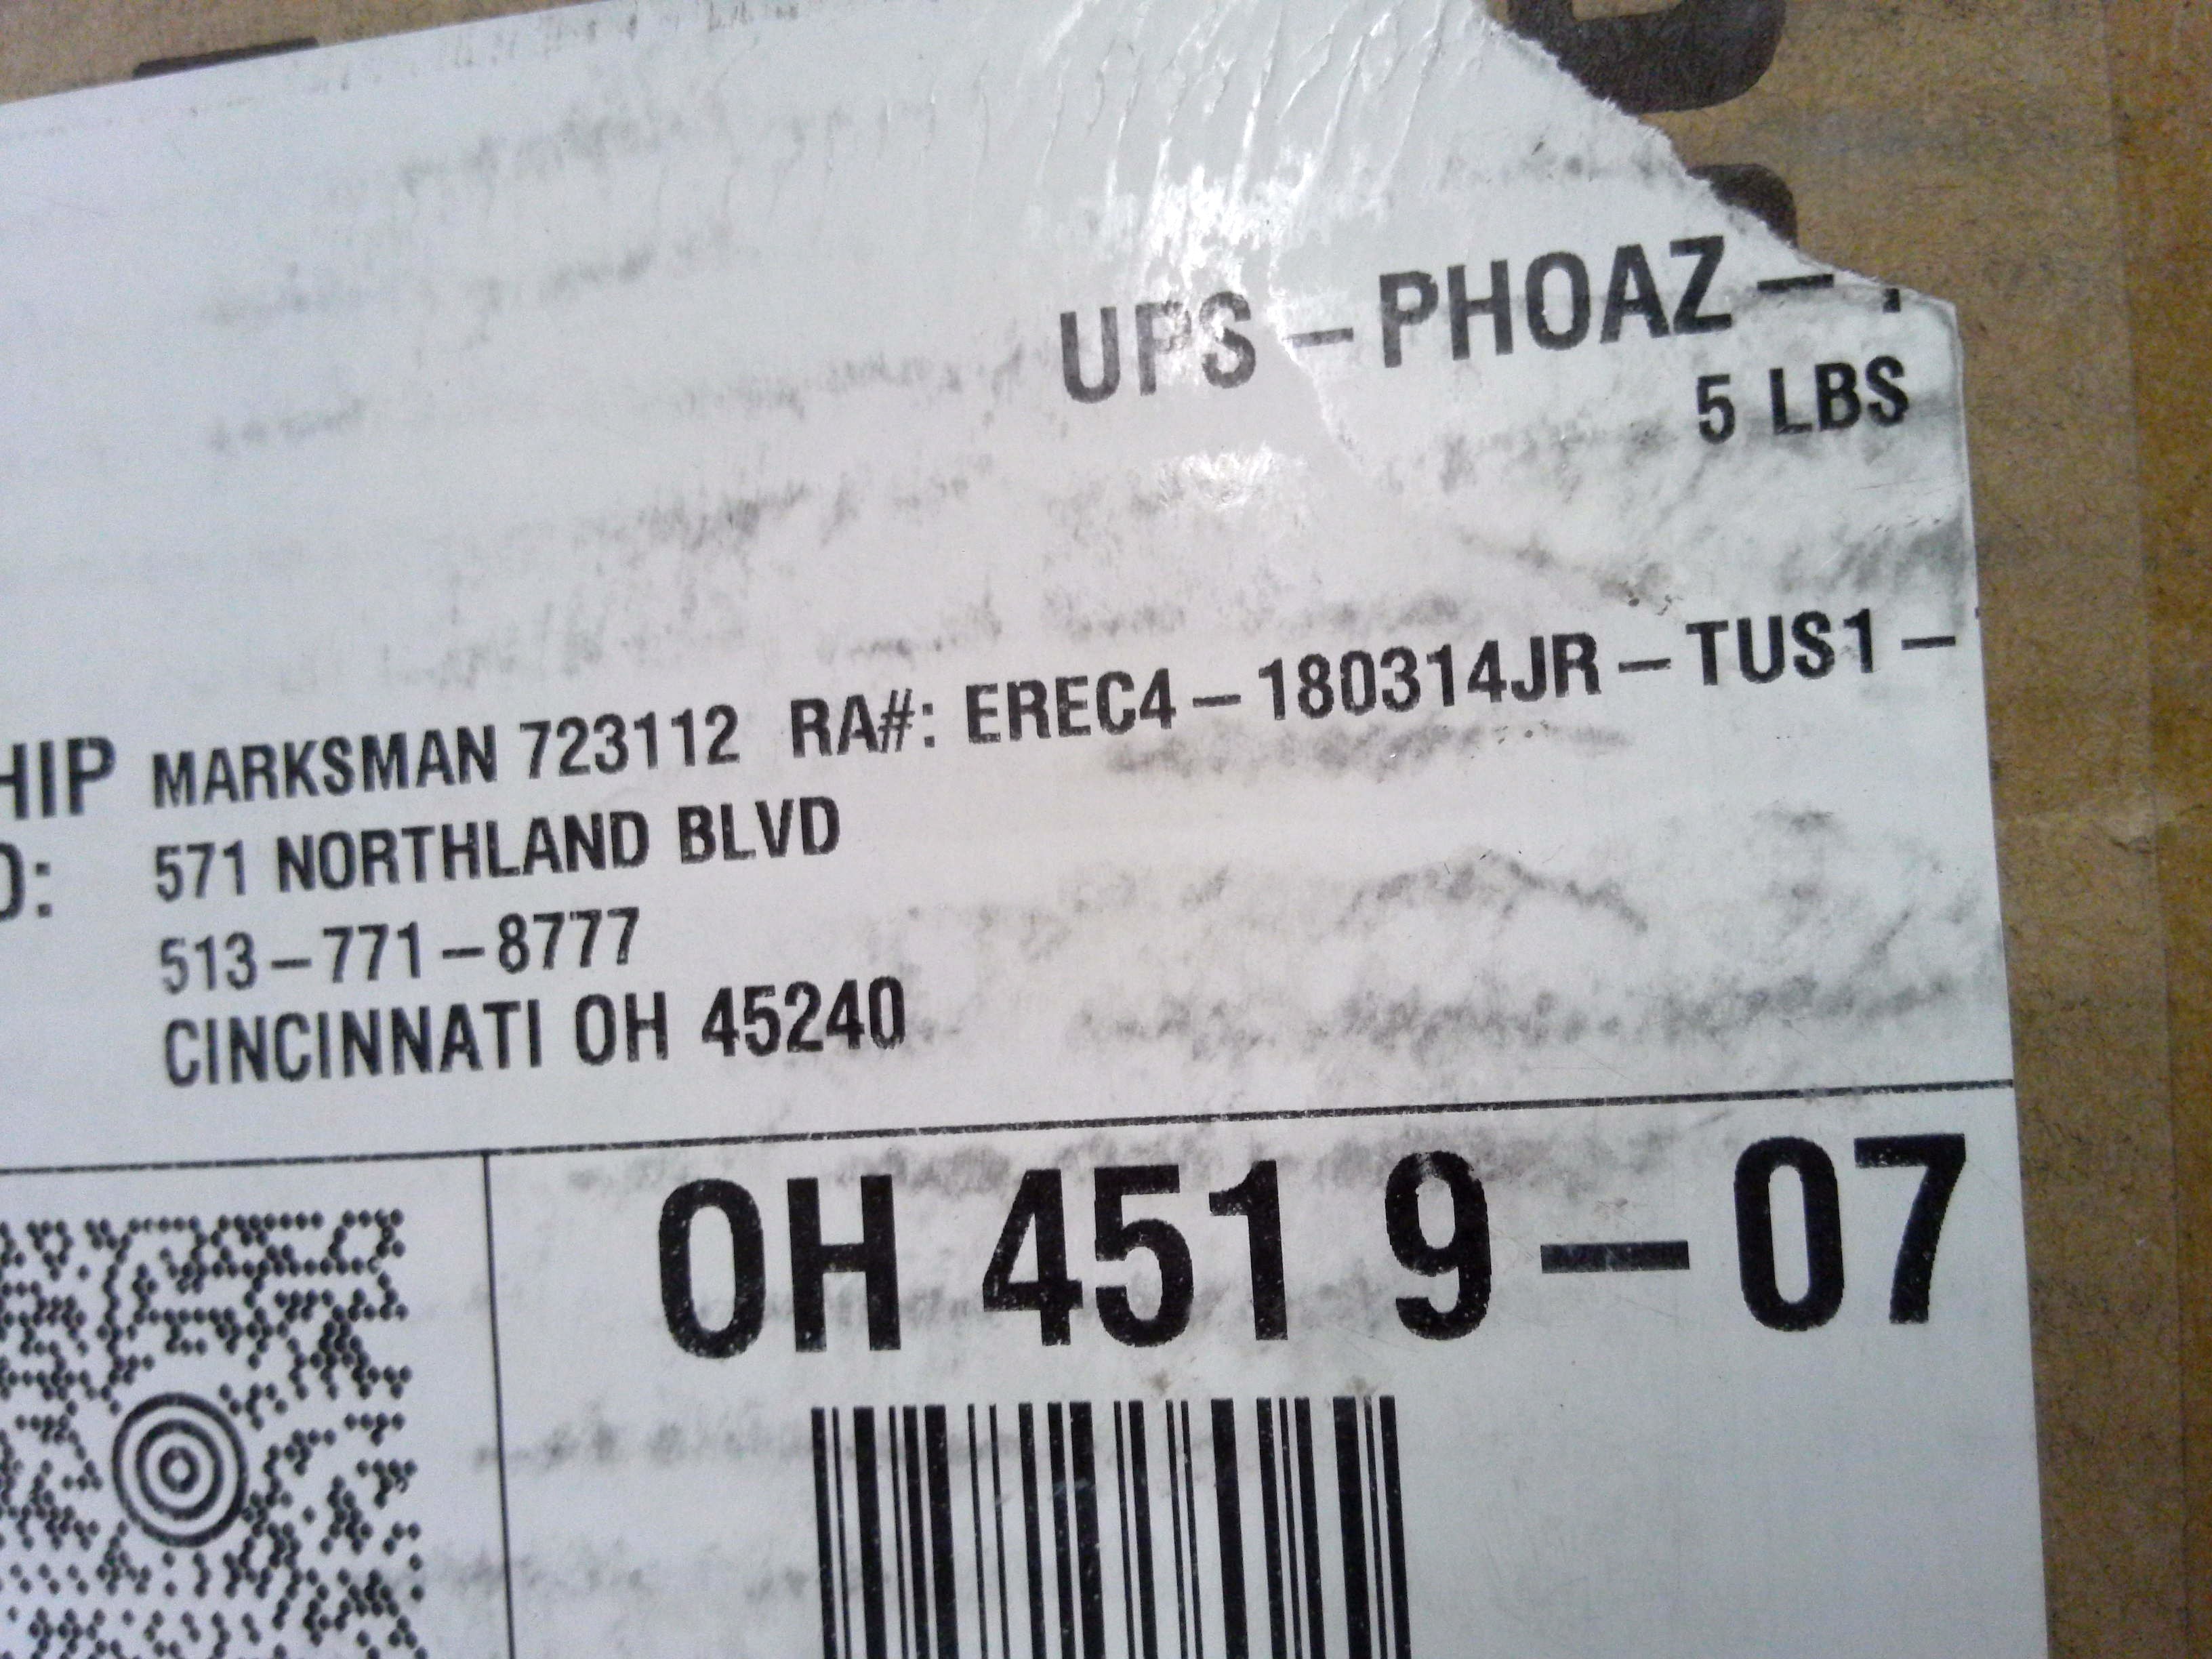 UPS – PHOAZ –
5 LBS
HIP MARKSMAN 723112 RA#: EREC4 – 180314JR – TUS1 –
O: 571 NORTHLAND BLVD
513 – 771 – 8777
CINCINNATI OH 45240
OH 451 9 – 07